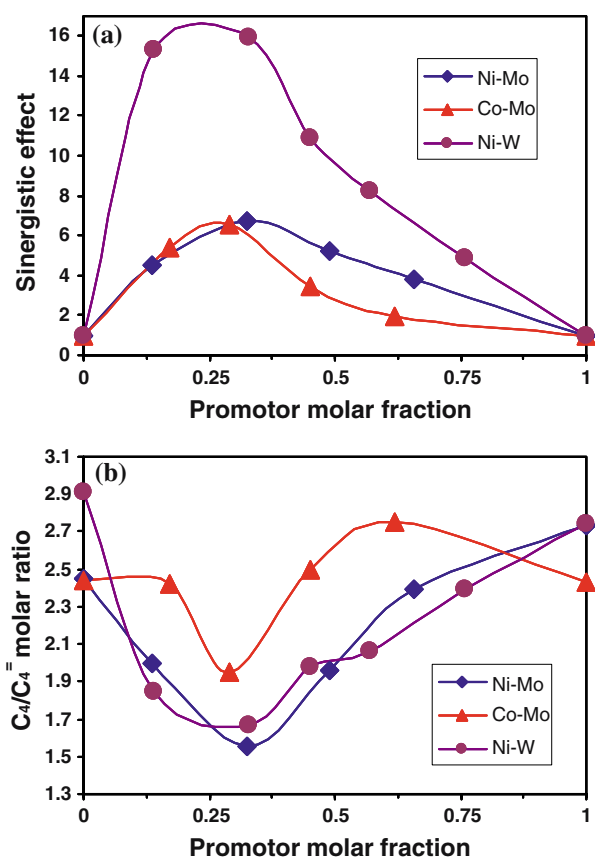 (a)
Sinergistic effect
16
14
12
10
8
6
4
2
0
Ni-Mo
Co-Mo
Ni-W
0 0.25 0.5 0.75 1
Promotor molar fraction
(b)
C₄/C₄⁼ molar ratio
3.1
2.9
2.7
2.5
2.3
2.1
1.9
1.7
1.5
1.3
Ni-Mo
Co-Mo
Ni-W
0 0.25 0.5 0.75 1
Promotor molar fraction